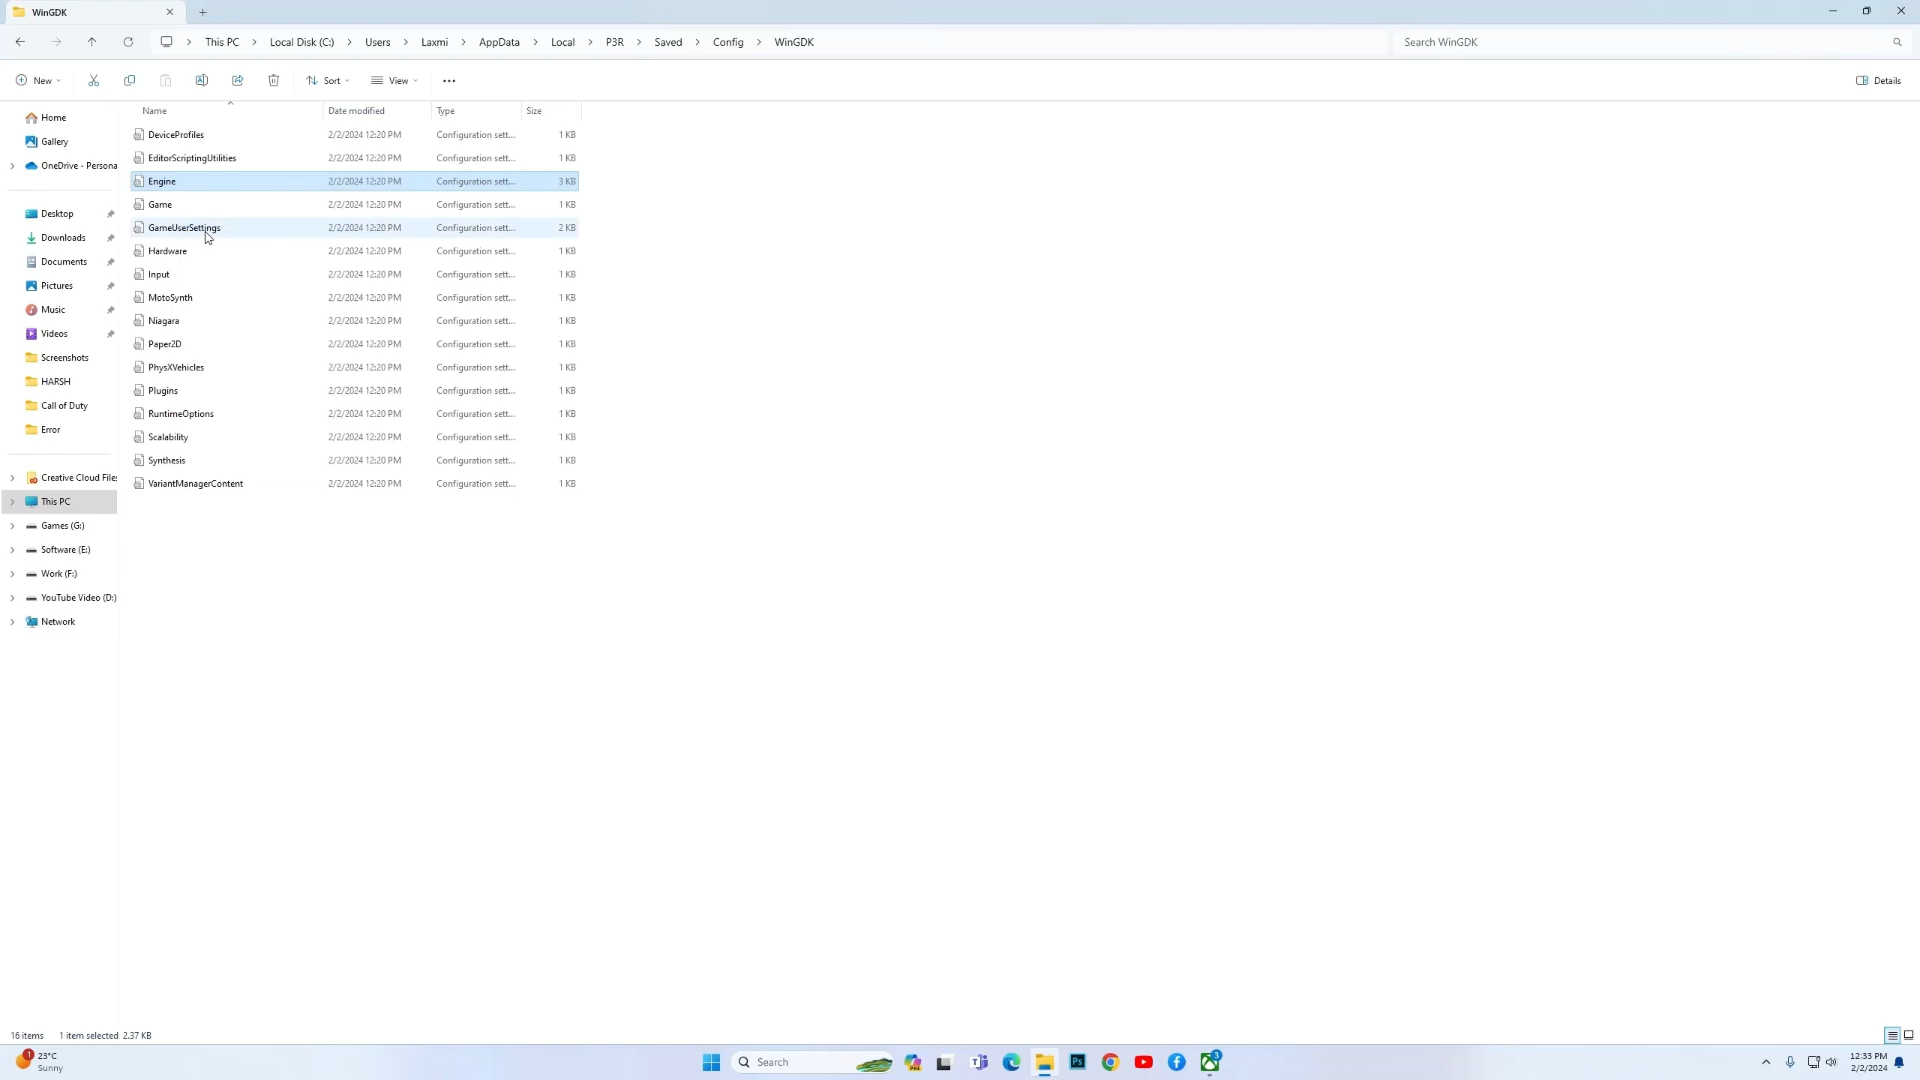 WinGDK
This PC > Local Disk (C:) > Users > Laxmi > AppData > Local > P3R > Saved > Config > WinGDK
Search WinGDK
New
Sort
View
Details
Name Date modified Type Size
DeviceProfiles 2/2/2024 12:20 PM Configuration sett... 1 KB
EditorScriptingUtilities 2/2/2024 12:20 PM Configuration sett... 1 KB
Engine 2/2/2024 12:20 PM Configuration sett... 3 KB
Game 2/2/2024 12:20 PM Configuration sett... 1 KB
GameUserSettings 2/2/2024 12:20 PM Configuration sett... 2 KB
Hardware 2/2/2024 12:20 PM Configuration sett... 1 KB
Input 2/2/2024 12:20 PM Configuration sett... 1 KB
MotoSynth 2/2/2024 12:20 PM Configuration sett... 1 KB
Niagara 2/2/2024 12:20 PM Configuration sett... 1 KB
Paper2D 2/2/2024 12:20 PM Configuration sett... 1 KB
PhysXVehicles 2/2/2024 12:20 PM Configuration sett... 1 KB
Plugins 2/2/2024 12:20 PM Configuration sett... 1 KB
RuntimeOptions 2/2/2024 12:20 PM Configuration sett... 1 KB
Scalability 2/2/2024 12:20 PM Configuration sett... 1 KB
Synthesis 2/2/2024 12:20 PM Configuration sett... 1 KB
VariantManagerContent 2/2/2024 12:20 PM Configuration sett... 1 KB
Home
Gallery
OneDrive - Persona
Desktop
Downloads
Documents
Pictures
Music
Videos
Screenshots
HARSH
Call of Duty
Error
Creative Cloud Files
This PC
Games (G:)
Software (E:)
Work (F:)
YouTube Video (D:)
Network
16 items 1 item selected 2.37 KB
1
23°C
Sunny
Search
Ps
3
12:33 PM
2/2/2024